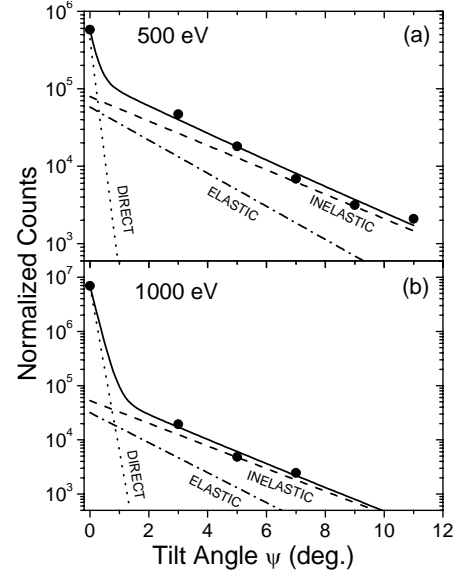 500 eV
(a)
10⁶
10⁵
10⁴
10³
DIRECT
ELASTIC
INELASTIC
Normalized Counts
1000 eV
(b)
10⁷
10⁶
10⁵
10⁴
10³
DIRECT
ELASTIC
INELASTIC
0 2 4 6 8 10 12
Tilt Angle ψ (deg.)